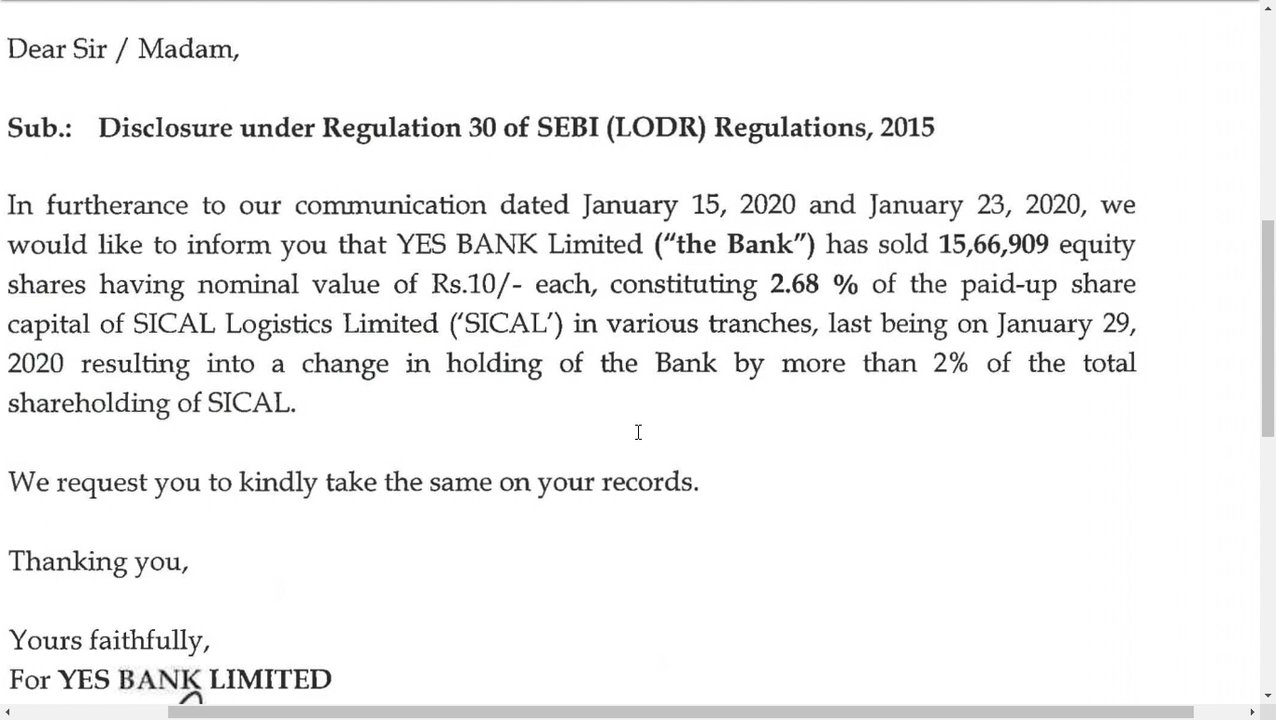 Dear Sir / Madam,
Sub.: Disclosure under Regulation 30 of SEBI (LODR) Regulations, 2015
In furtherance to our communication dated January 15, 2020 and January 23, 2020, we
would like to inform you that YES BANK Limited (“the Bank”) has sold 15,66,909 equity
shares having nominal value of Rs.10/- each, constituting 2.68 % of the paid-up share
capital of SICAL Logistics Limited (‘SICAL’) in various tranches, last being on January 29,
2020 resulting into a change in holding of the Bank by more than 2% of the total
shareholding of SICAL.
We request you to kindly take the same on your records.
Thanking you,
Yours faithfully,
For YES BANK LIMITED